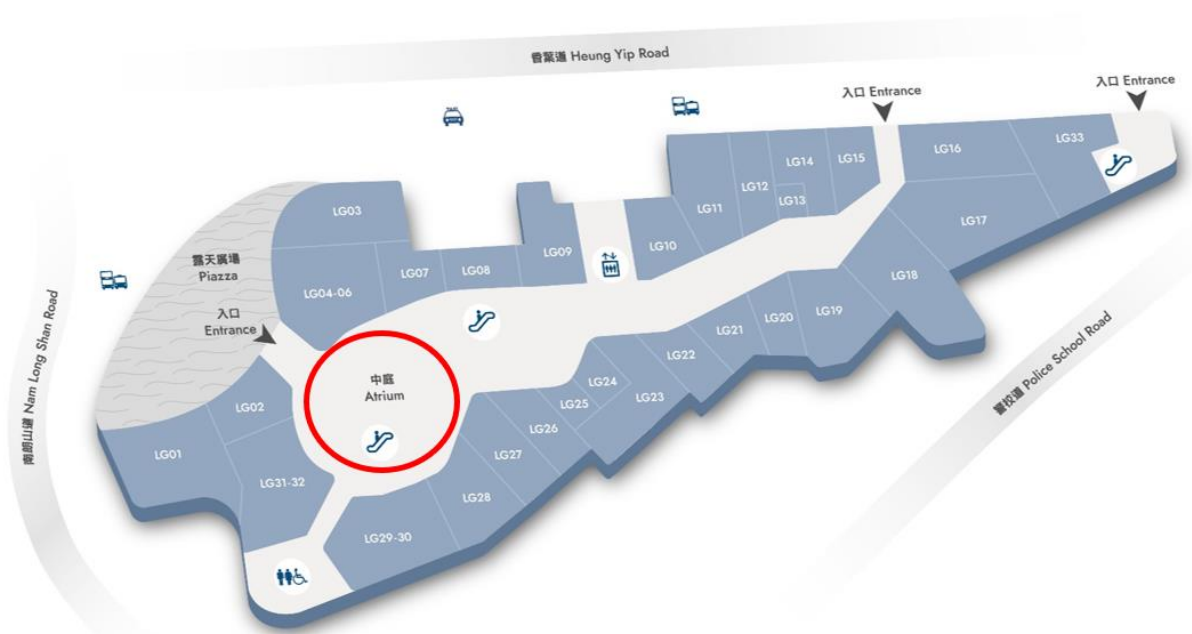 香葉道 Heung Yip Road
入口 Entrance
入口 Entrance
TAXI
LG33
LG16
LG15
LG14
LG12
LG13
LG11
LG17
LG03
LG10
LG09
LG18
露天廣場
Piazza
LG07
LG08
LG04-06
入口
Entrance
LG19
LG20
LG21
南朗山道 Nam Long Shan Road
警校道 Police School Road
LG22
中庭
Atrium
LG24
LG23
LG25
LG02
LG26
LG01
LG27
LG31-32
LG28
LG29-30